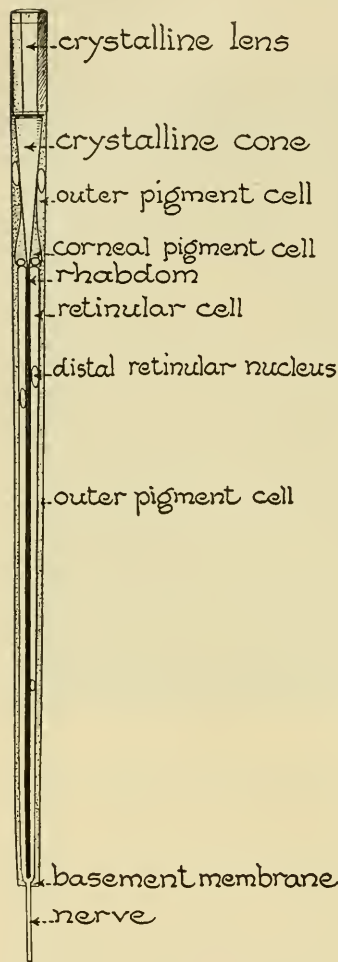 crystalline lens
crystalline cone
outer pigment cell
corneal pigment cell
rhabdom
retinular cell
distal retinular nucleus
outer pigment cell
basement membrane
nerve